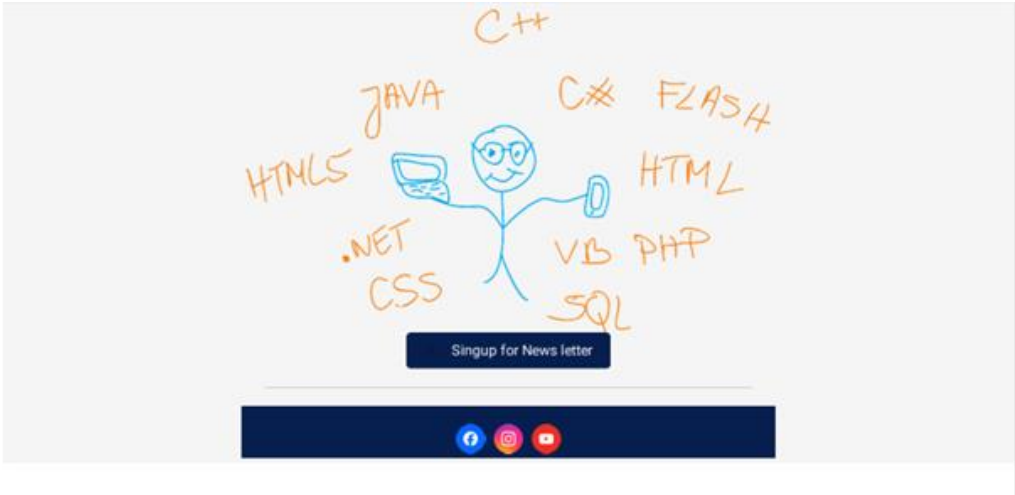 C++
JAVA
C# FLASH
HTML5
HTML
.NET
VB PHP
CSS
SQL
Singup for News letter